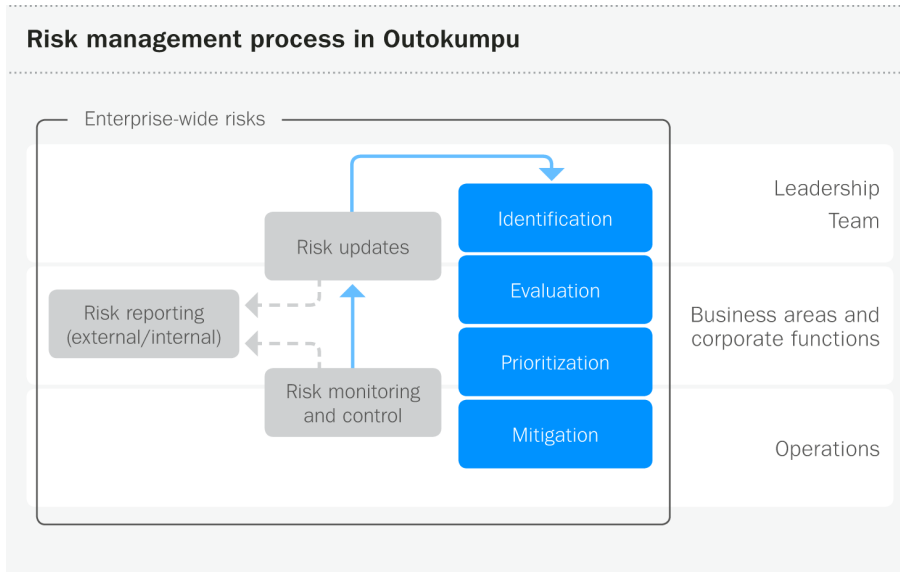 Risk management process in Outokumpu
Enterprise-wide risks
Leadership
Team
Identification
Risk updates
Evaluation
Risk reporting
(external/internal)
Business areas and
corporate functions
Prioritization
Risk monitoring
and control
Mitigation
Operations